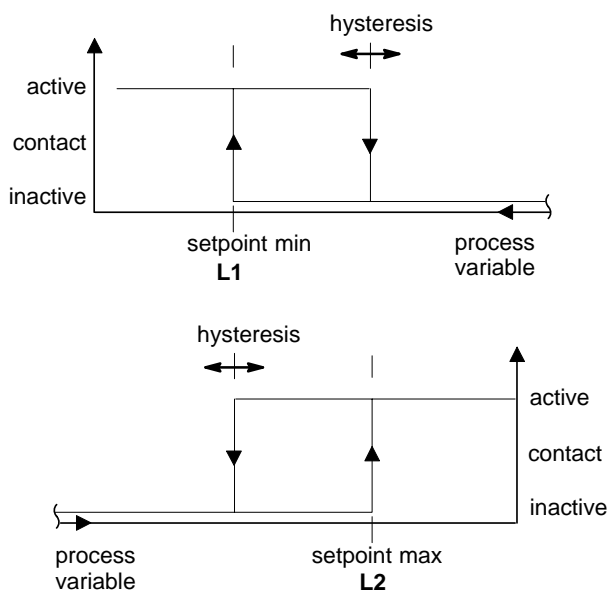 hysteresis
active
contact
inactive
setpoint min
L1
process
variable
hysteresis
active
contact
inactive
process
variable
setpoint max
L2